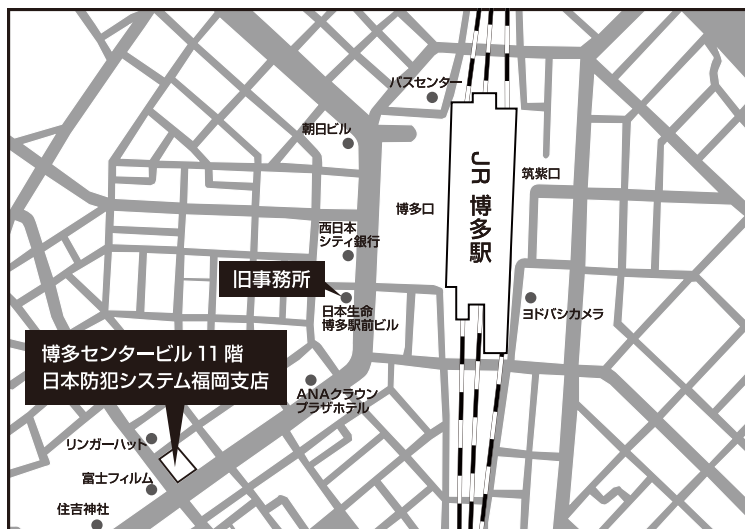 バスセンター
朝日ビル
JR 博多駅
筑紫口
博多口
西日本
シティ銀行
旧事務所
日本生命
博多駅前ビル
ヨドバシカメラ
博多センタービル 11 階
日本防犯システム福岡支店
ANAクラウン
プラザホテル
リンガーハット
富士フィルム
住吉神社